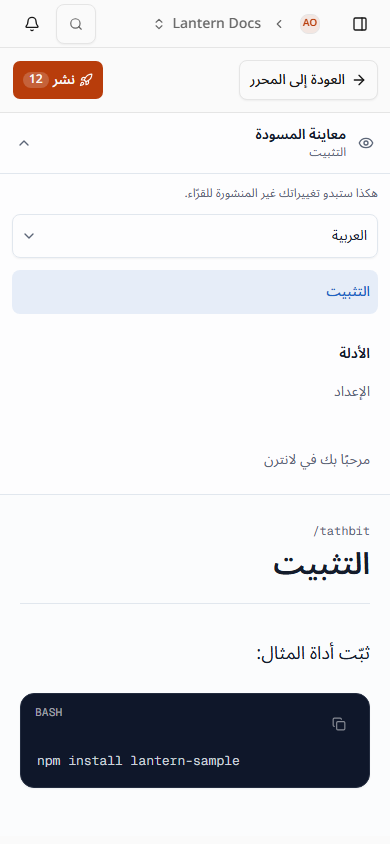 AO
Lantern Docs
العودة إلى المحرر
نشر 12
معاينة المسودة
التثبيت
هكذا ستبدو تغييراتك غير المنشورة للقرّاء.
العربية
التثبيت
الأدلة
الإعداد
مرحبًا بك في لانترن
/tathbit
التثبيت
ثبّت أداة المثال:
BASH
npm install lantern-sample